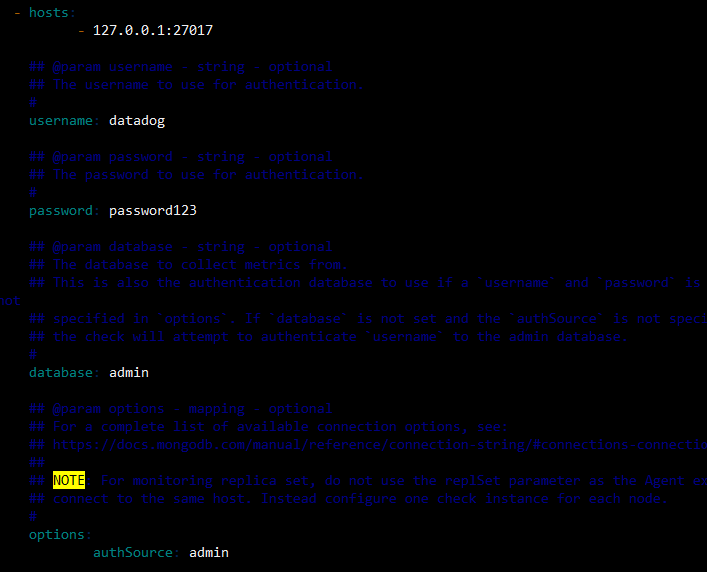 - hosts:
- 127.0.0.1:27017
## @param username - string - optional
## The username to use for authentication.
#
username: datadog
## @param password - string - optional
## The password to use for authentication.
#
password: password123
## @param database - string - optional
## The database to collect metrics from.
## This is also the authentication database to use if a `username` and `password` is
not
## specified in `options`. If `database` is not set and the `authSource` is not speci
## the check will attempt to authenticate `username` to the admin database.
#
database: admin
## @param options - mapping - optional
## For a complete list of available connection options, see:
## https://docs.mongodb.com/manual/reference/connection-string/#connections-connectio
##
## NOTE: For monitoring replica set, do not use the replSet parameter as the Agent ex
## connect to the same host. Instead configure one check instance for each node.
#
options:
authSource: admin